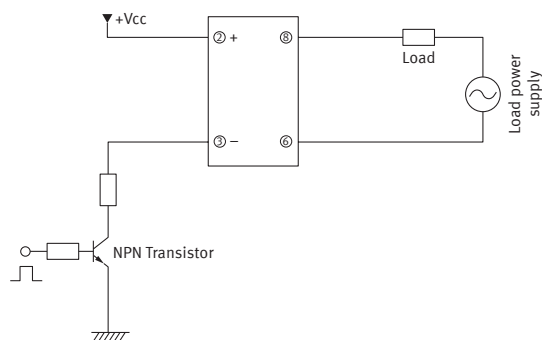 +Vcc
② +
⑧
Load
Load power
supply
③ –
⑥
NPN Transistor